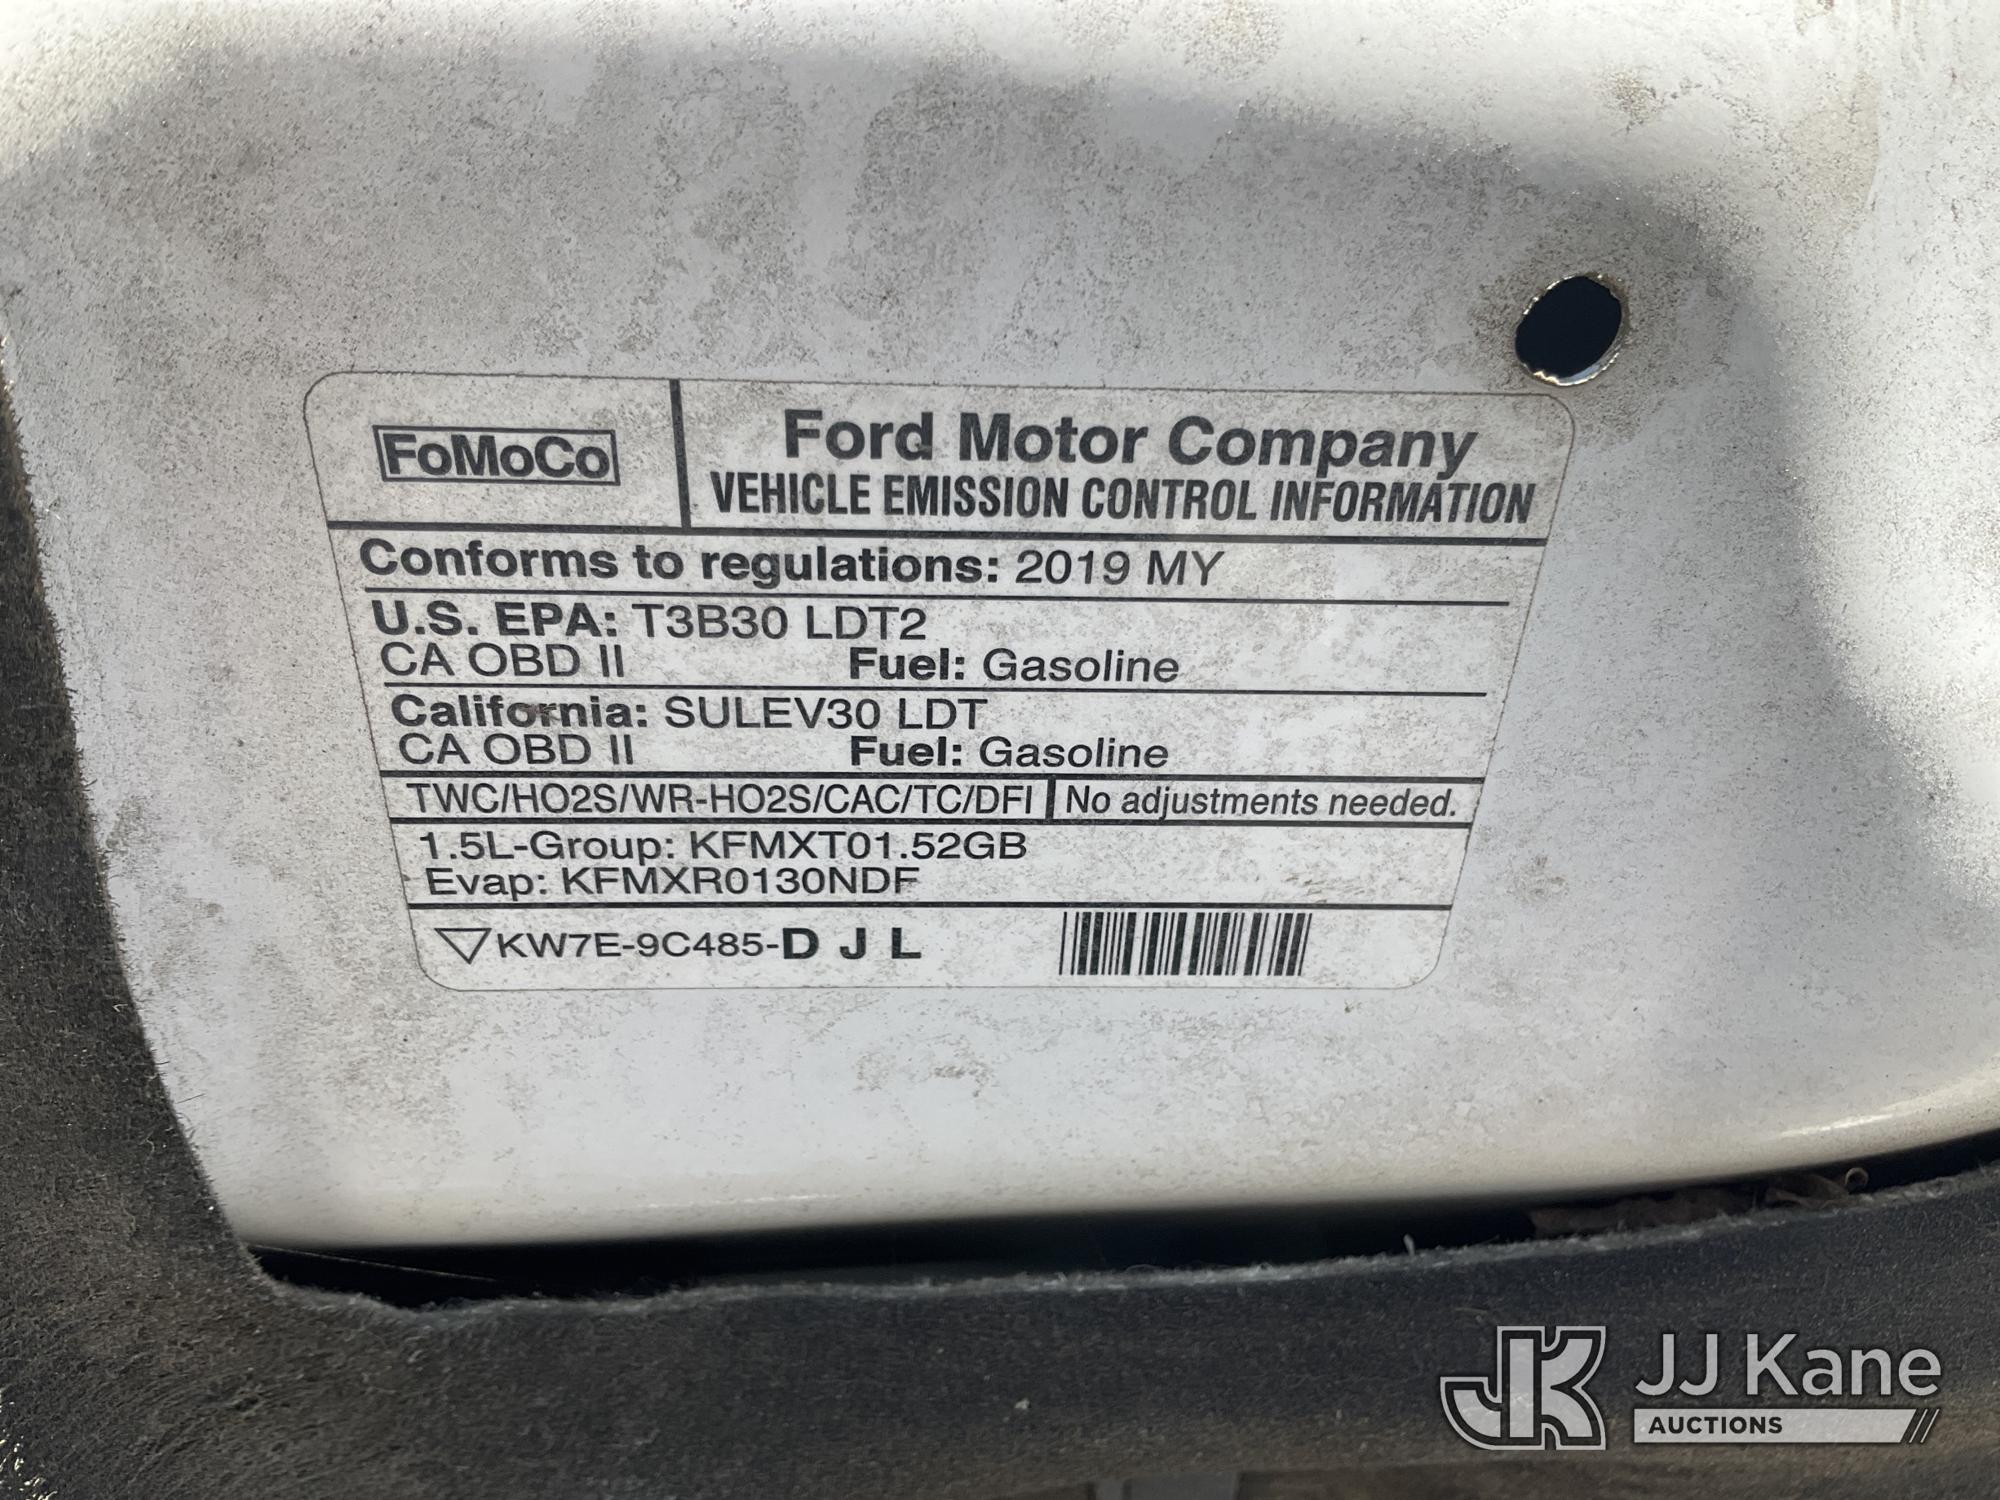 FoMoCo
Ford Motor Company
VEHICLE EMISSION CONTROL INFORMATION
Conforms to regulations: 2019 MY
U.S. EPA: T3B30 LDT2
CA OBD II Fuel: Gasoline
California: SULEV30 LDT
CA OBD II Fuel: Gasoline
TWC/HO2S/WR-HO2S/CAC/TC/DFI No adjustments needed.
1.5L-Group: KFMXT01.52GB
Evap: KFMXR0130NDF
KW7E-9C485-D J L
JK JJ Kane
AUCTIONS